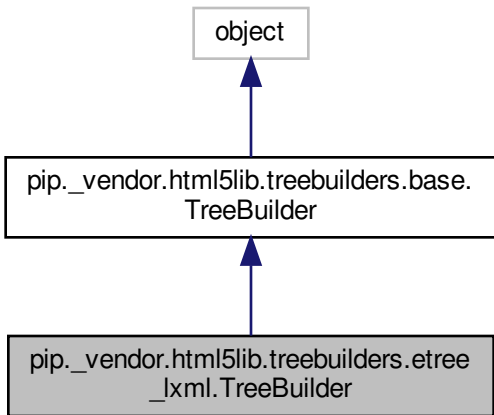 object
pip._vendor.html5lib.treebuilders.base.
TreeBuilder
pip._vendor.html5lib.treebuilders.etree
_lxml.TreeBuilder